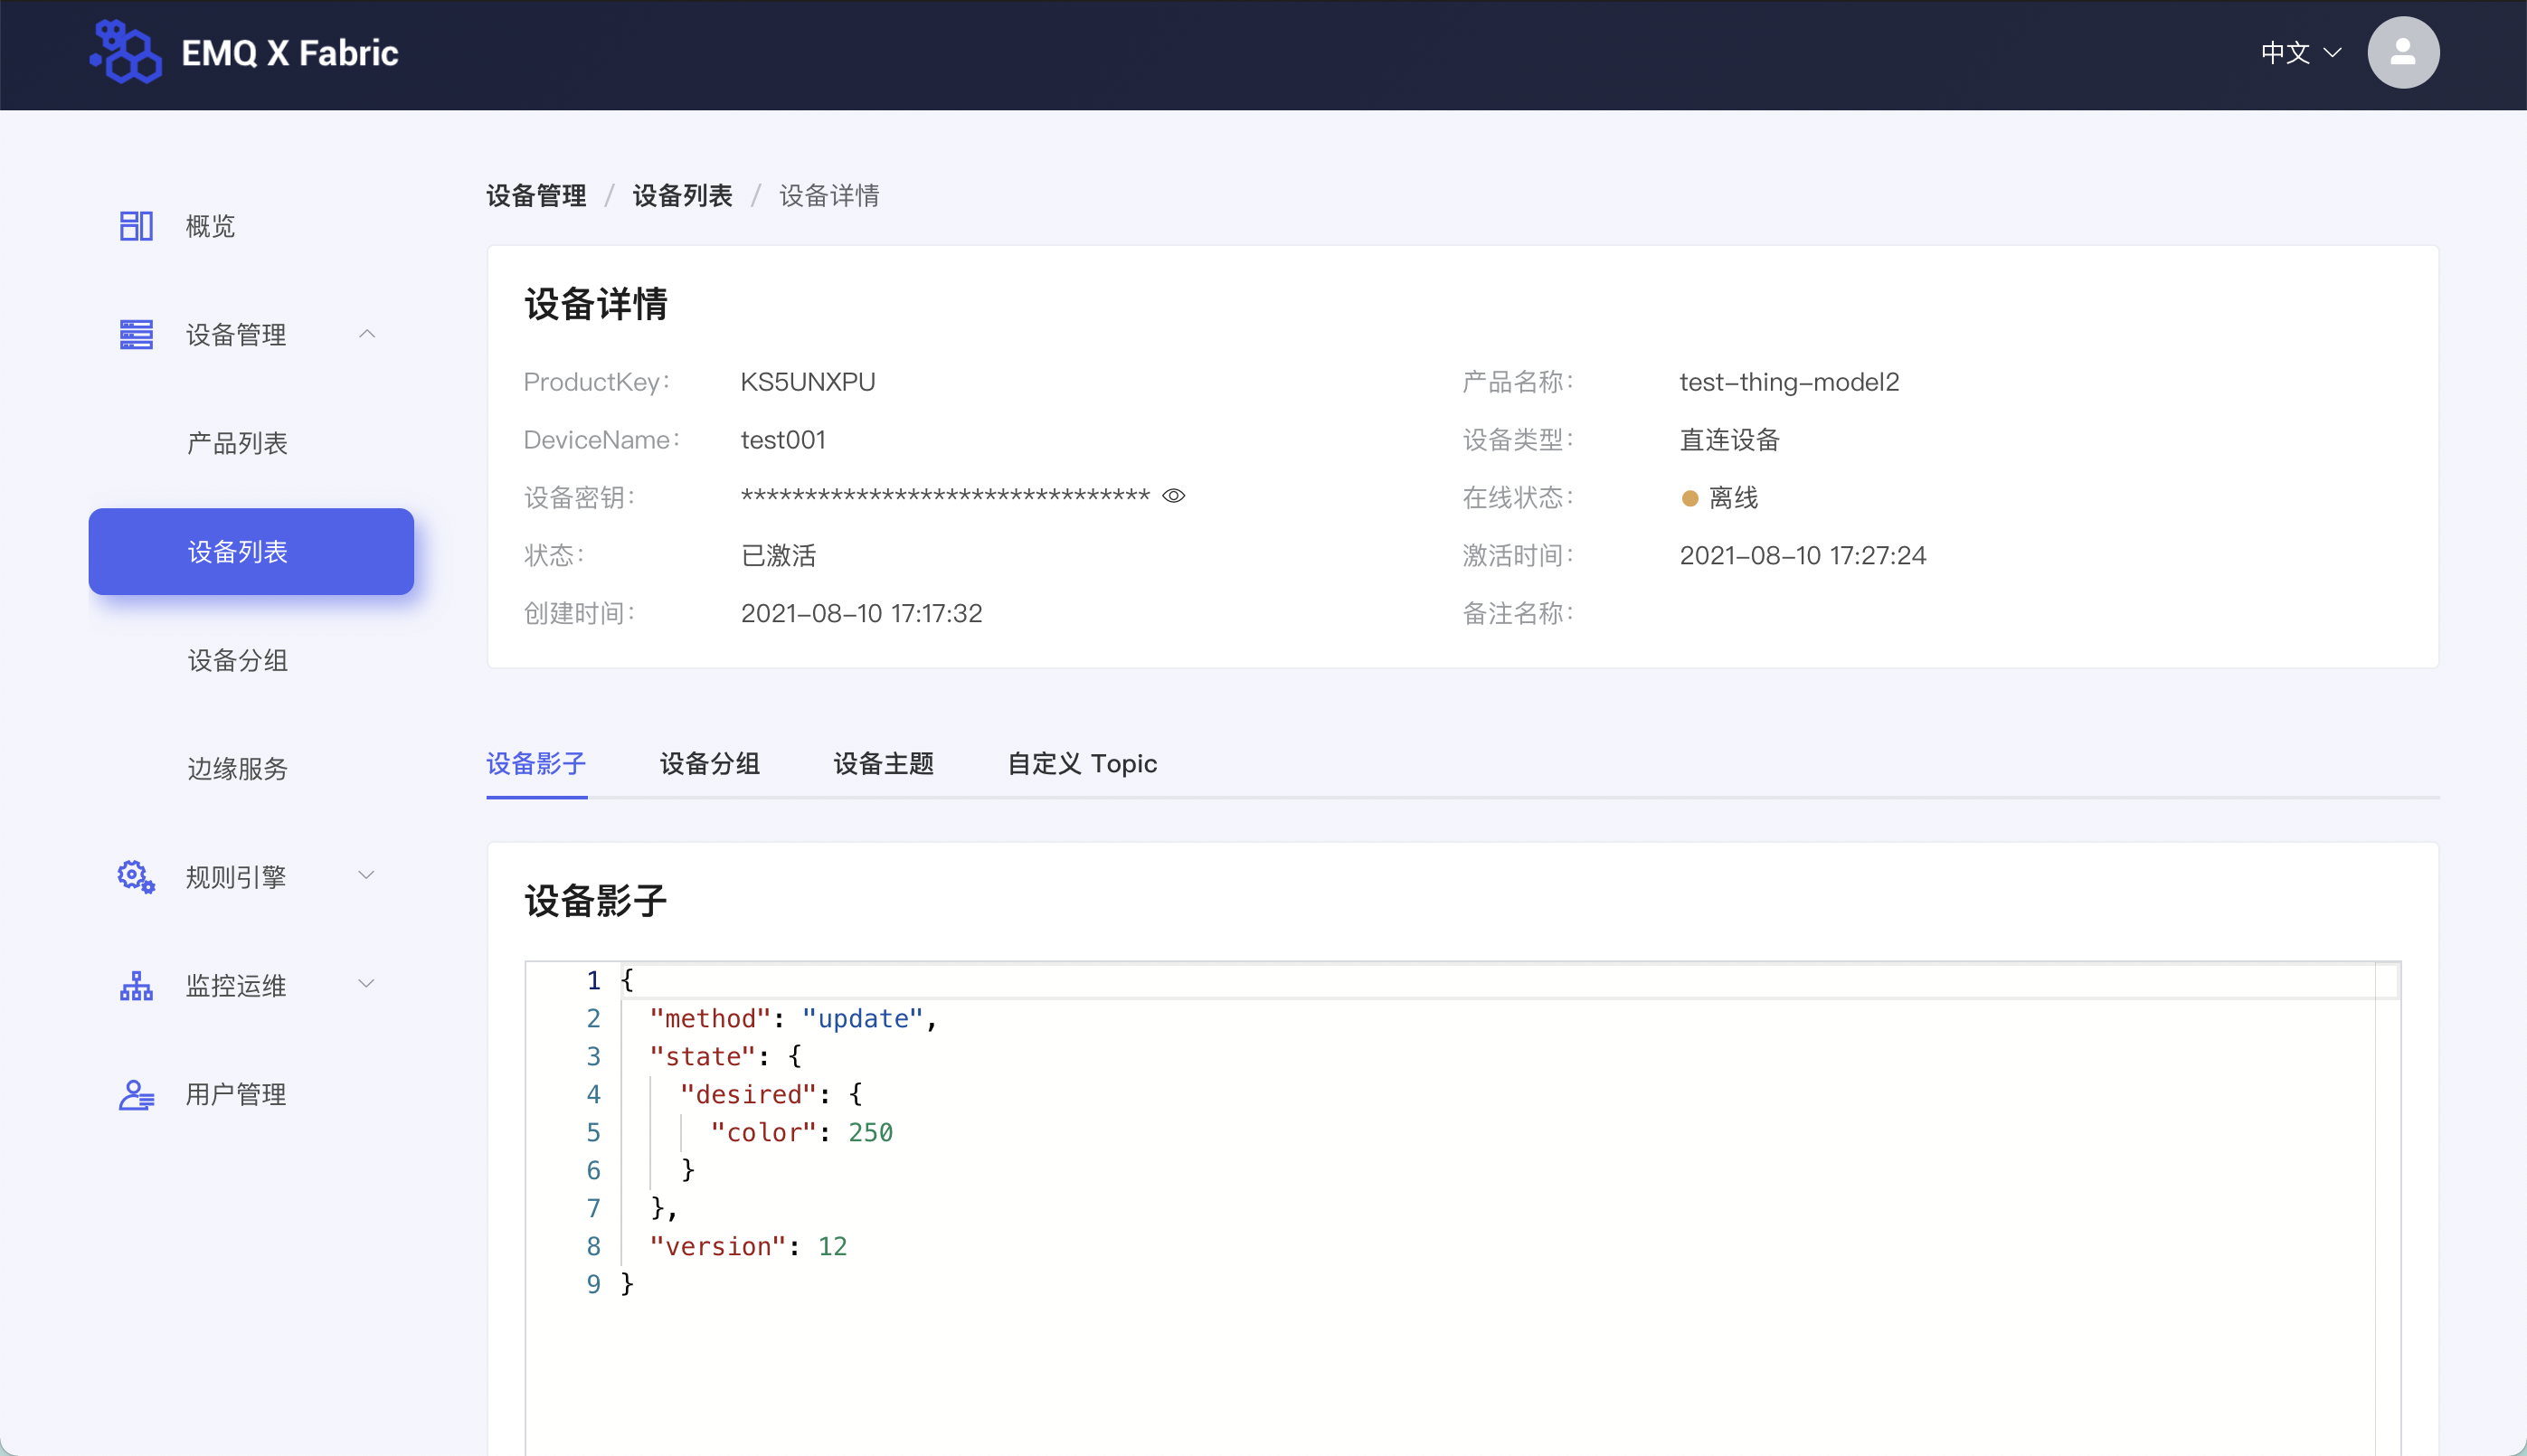 EMQ X Fabric
中文
概览
设备管理
产品列表
设备列表
设备分组
边缘服务
规则引擎
监控运维
用户管理
设备管理 / 设备列表 / 设备详情
设备详情
ProductKey: KS5UNXPU
产品名称: test-thing-model2
DeviceName: test001
设备类型: 直连设备
设备密钥: ********************************
在线状态: 离线
状态: 已激活
激活时间: 2021-08-10 17:27:24
创建时间: 2021-08-10 17:17:32
备注名称:
设备影子 设备分组 设备主题 自定义 Topic
设备影子
1 {
2 "method": "update",
3 "state": {
4 "desired": {
5 "color": 250
6 }
7 },
8 "version": 12
9 }